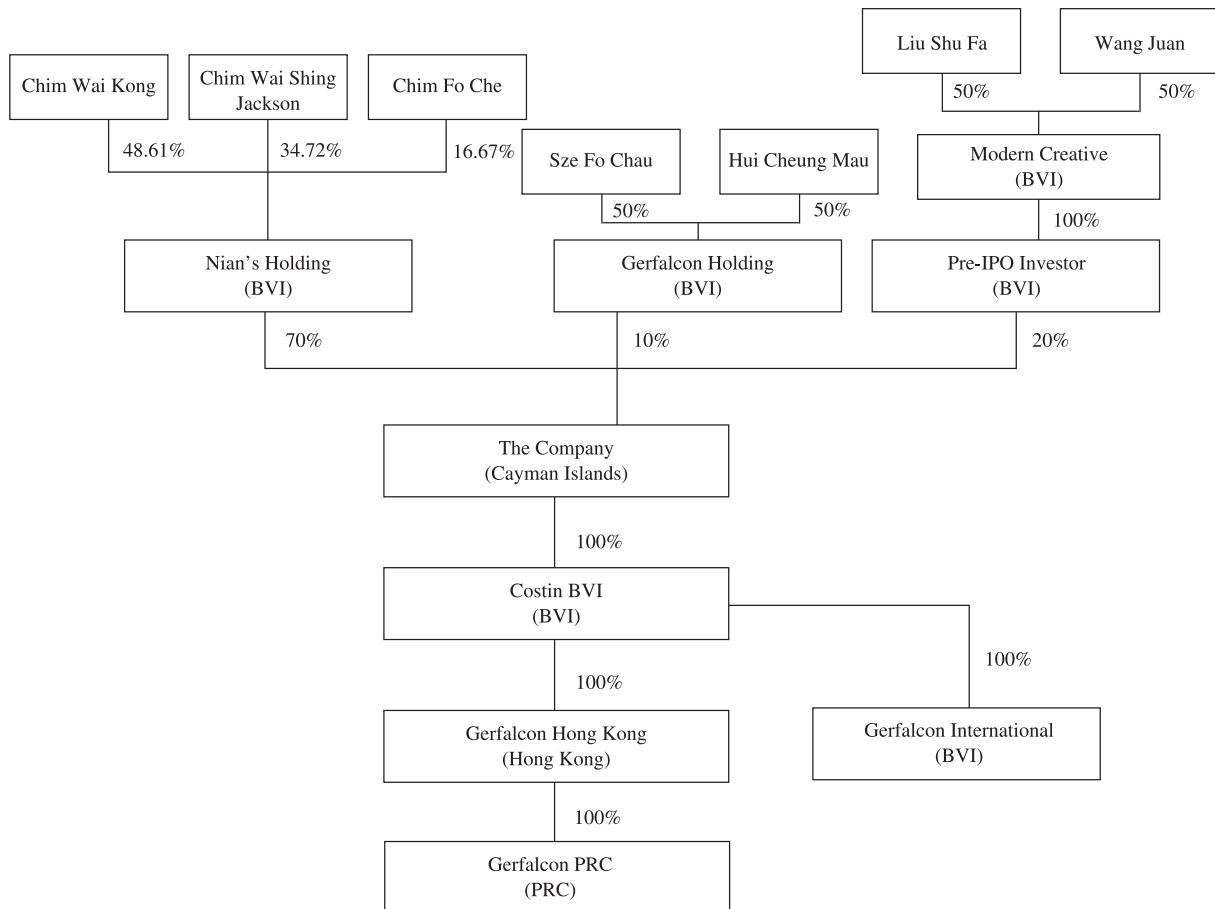 Liu Shu Fa
Wang Juan
Chim Wai Kong
Chim Wai Shing
Jackson
Chim Fo Che
50%
50%
48.61%
34.72%
16.67%
Sze Fo Chau
Hui Cheung Mau
Modern Creative
(BVI)
50%
50%
100%
Nian's Holding
(BVI)
Gerfalcon Holding
(BVI)
Pre-IPO Investor
(BVI)
70%
10%
20%
The Company
(Cayman Islands)
100%
Costin BVI
(BVI)
100%
100%
Gerfalcon Hong Kong
(Hong Kong)
Gerfalcon International
(BVI)
100%
Gerfalcon PRC
(PRC)